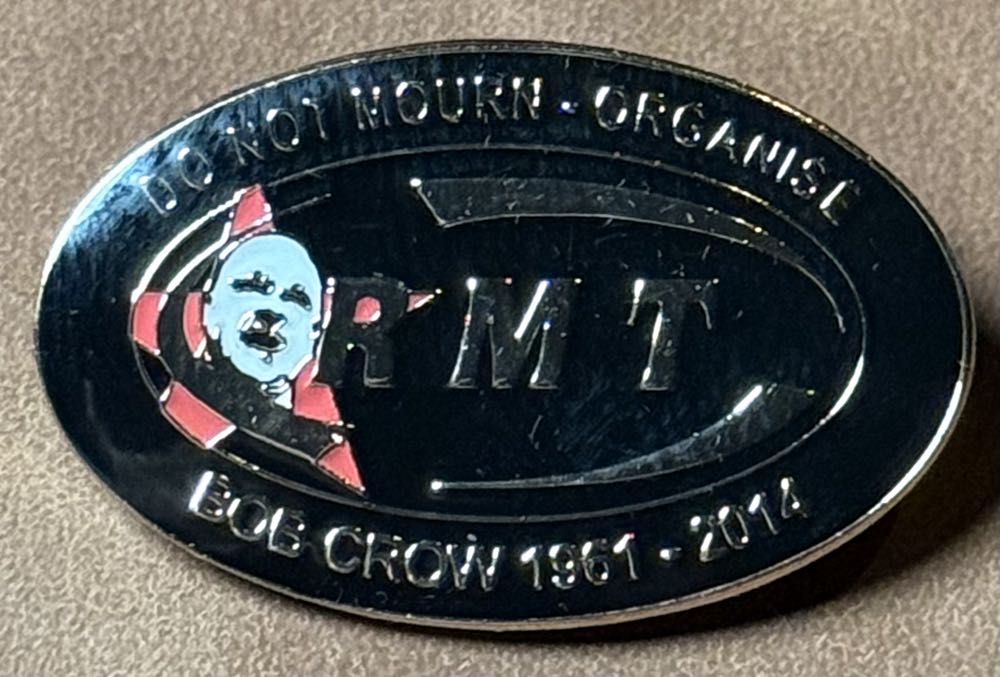 DO NOT MOURN - ORGANISE
RMT
BOB CROW 1961 - 2014